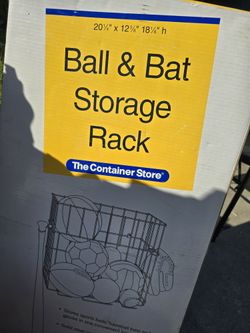 20¼" x 12¾" 18¼" h
Ball & Bat
Storage
Rack
The Container Store®